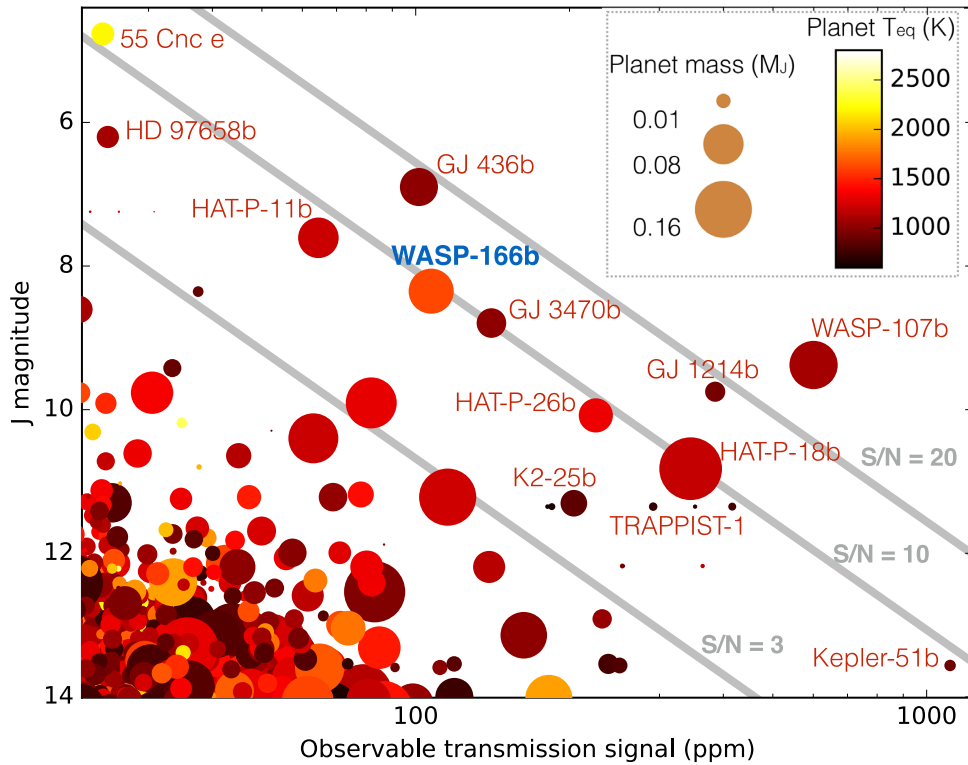 Planet Teq (K)
Planet mass (MJ)
0.01
0.08
0.16
2500
2000
1500
1000
55 Cnc e
HD 97658b
GJ 436b
HAT-P-11b
WASP-166b
GJ 3470b
WASP-107b
GJ 1214b
HAT-P-26b
HAT-P-18b
S/N = 20
K2-25b
TRAPPIST-1
S/N = 10
S/N = 3
Kepler-51b
6
8
10
12
14
J magnitude
100
1000
Observable transmission signal (ppm)